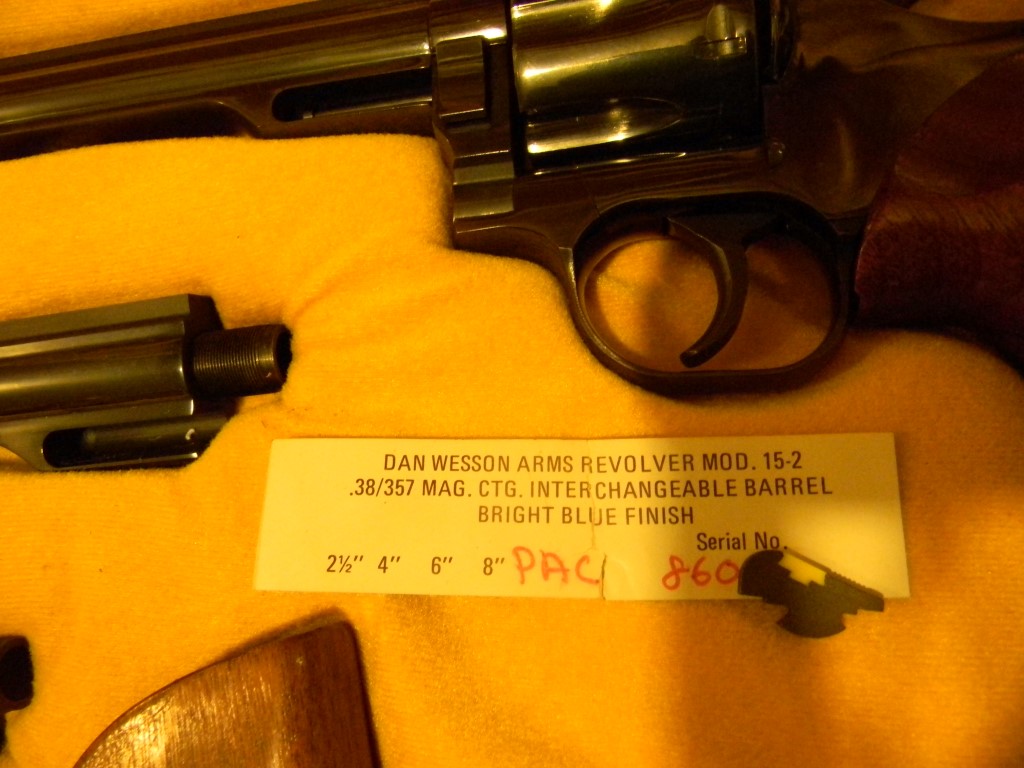 DAN WESSON ARMS REVOLVER MOD. 15-2
.38/357 MAG. CTG. INTERCHANGEABLE BARREL
BRIGHT BLUE FINISH
Serial No.
2½" 4" 6" 8" PAC 860